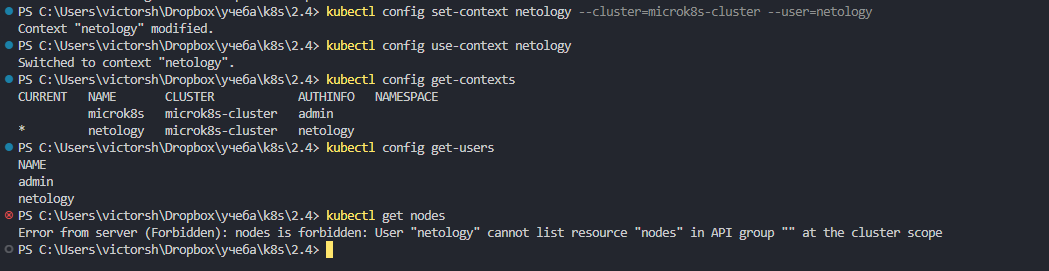 PS C:\Users\victorsh\Dropbox\учеба\k8s\2.4> kubectl config set-context netology --cluster=microk8s-cluster --user=netology
Context "netology" modified.
PS C:\Users\victorsh\Dropbox\учеба\k8s\2.4> kubectl config use-context netology
Switched to context "netology".
PS C:\Users\victorsh\Dropbox\учеба\k8s\2.4> kubectl config get-contexts
CURRENT   NAME       CLUSTER            AUTHINFO   NAMESPACE
          microk8s   microk8s-cluster   admin
*         netology   microk8s-cluster   netology
PS C:\Users\victorsh\Dropbox\учеба\k8s\2.4> kubectl config get-users
NAME
admin
netology
PS C:\Users\victorsh\Dropbox\учеба\k8s\2.4> kubectl get nodes
Error from server (Forbidden): nodes is forbidden: User "netology" cannot list resource "nodes" in API group "" at the cluster scope
PS C:\Users\victorsh\Dropbox\учеба\k8s\2.4>